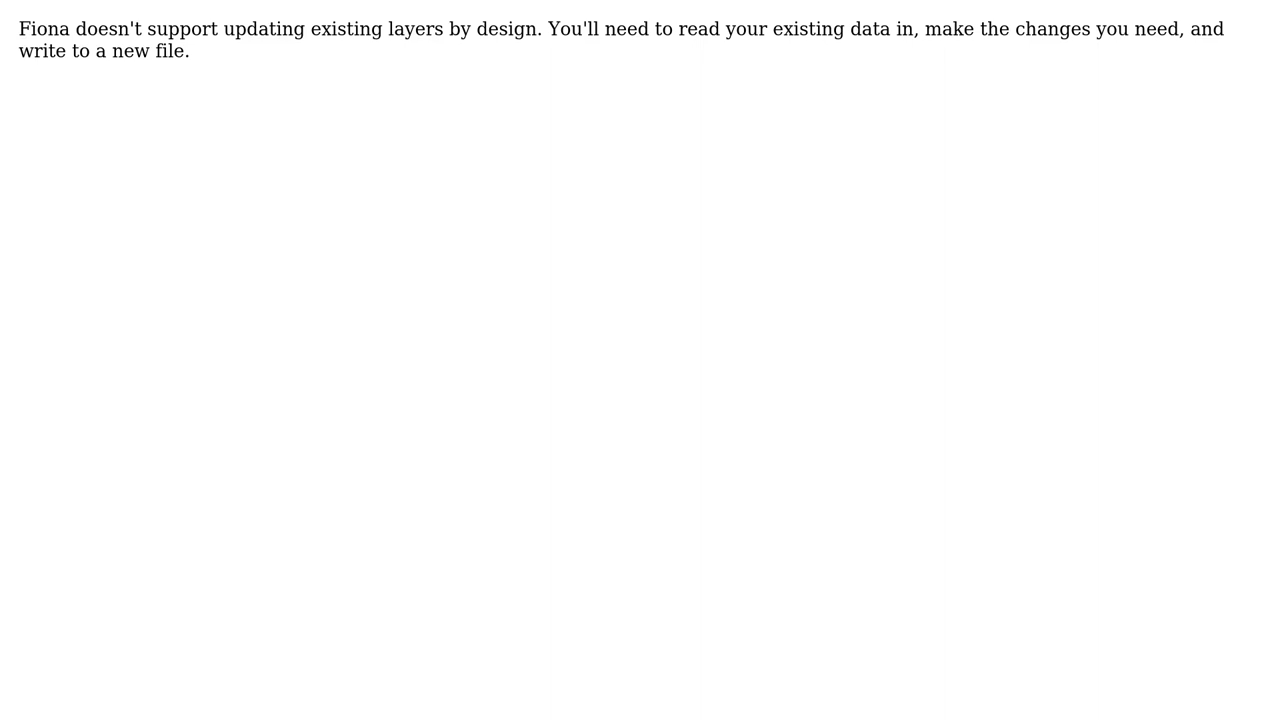 Fiona doesn't support updating existing layers by design. You'll need to read your existing data in, make the changes you need, and
write to a new file.